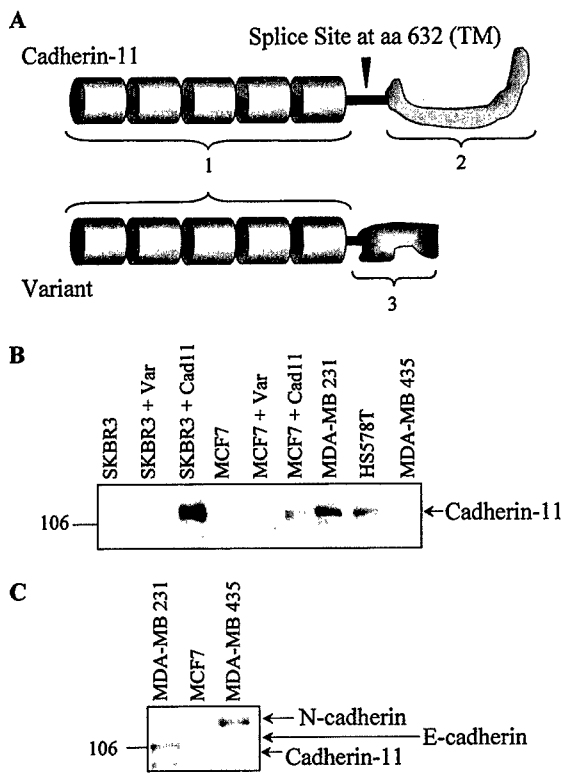 A
Splice Site at aa 632 (TM)
Cadherin-11
1
2
Variant
3
B
SKBR3
SKBR3 + Var
SKBR3 + Cad11
MCF7
MCF7 + Var
MCF7 + Cad11
MDA-MB 231
HS578T
MDA-MB 435
106
Cadherin-11
C
MDA-MB 231
MCF7
MDA-MB 435
N-cadherin
E-cadherin
106
Cadherin-11